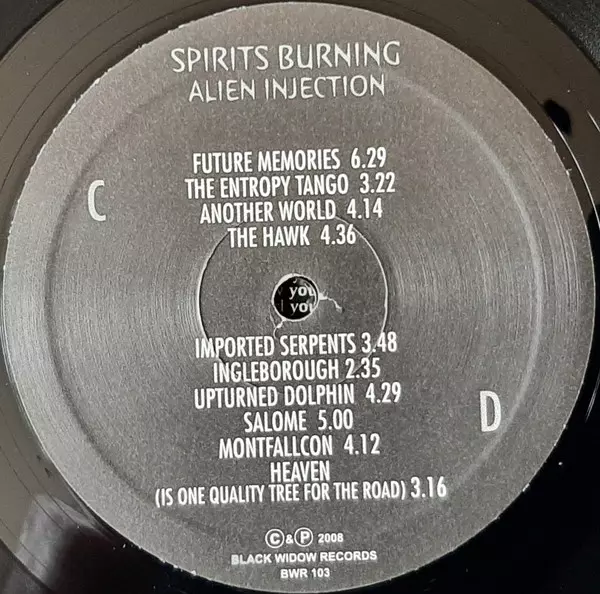 SPIRITS BURNING
ALIEN INJECTION
FUTURE MEMORIES 6.29
THE ENTROPY TANGO 3.22
C
ANOTHER WORLD 4.14
THE HAWK 4.36
you
you
IMPORTED SERPENTS 3.48
INGLEBOROUGH 2.35
UPTURNED DOLPHIN 4.29
D
SALOME 5.00
MONTFALLCON 4.12
HEAVEN
(IS ONE QUALITY TREE FOR THE ROAD) 3.16
©&℗ 2008
BLACK WIDOW RECORDS
BWR 103